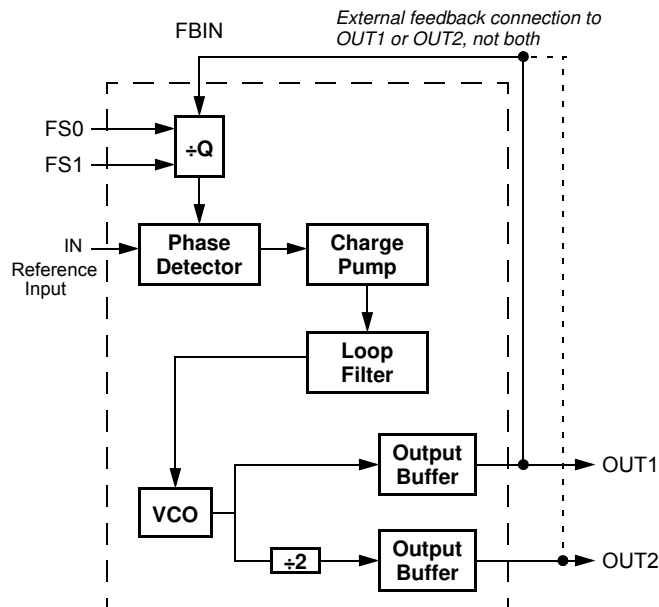 External feedback connection to
OUT1 or OUT2, not both
FBIN
FS0
FS1
÷Q
IN
Reference
Input
Phase
Detector
Charge
Pump
Loop
Filter
Output
Buffer
OUT1
VCO
÷2
Output
Buffer
OUT2